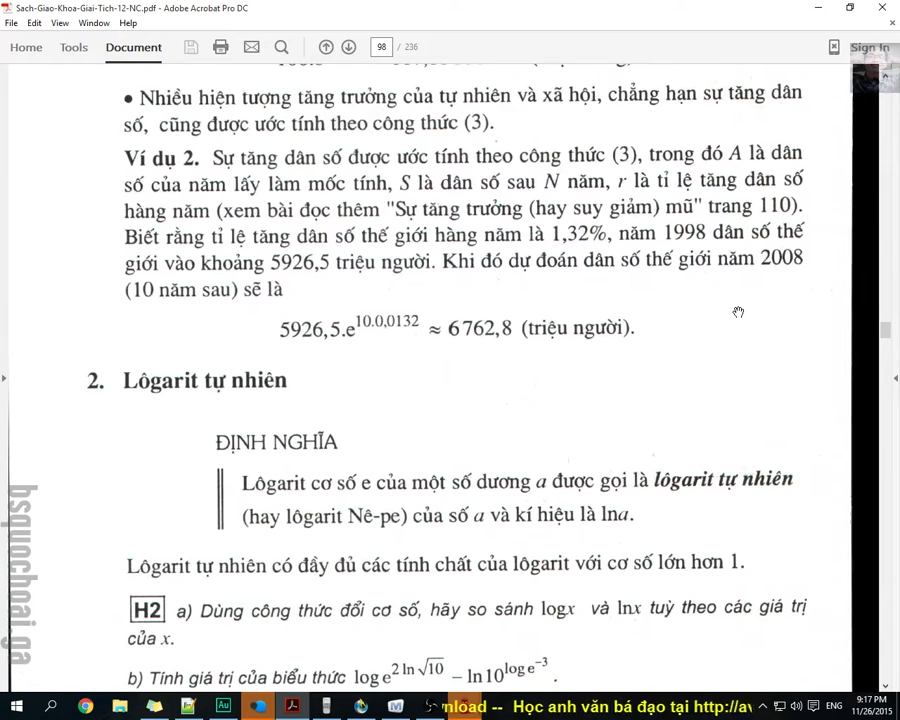 Sach-Giao-Khoa-Giai-Tich-12-NC.pdf - Adobe Acrobat Pro DC
File Edit View Window Help
Home Tools Document 98 / 236 Sign In
• Nhiều hiện tượng tăng trưởng của tự nhiên và xã hội, chẳng hạn sự tăng dân
số, cũng được ước tính theo công thức (3).
Ví dụ 2. Sự tăng dân số được ước tính theo công thức (3), trong đó A là dân
số của năm lấy làm mốc tính, S là dân số sau N năm, r là tỉ lệ tăng dân số
hàng năm (xem bài đọc thêm "Sự tăng trưởng (hay suy giảm) mũ" trang 110).
Biết rằng tỉ lệ tăng dân số thế giới hàng năm là 1,32%, năm 1998 dân số thế
giới vào khoảng 5926,5 triệu người. Khi đó dự đoán dân số thế giới năm 2008
(10 năm sau) sẽ là
5926,5.e^{10.0,0132} ≈ 6762,8 (triệu người).
2. Lôgarit tự nhiên
ĐỊNH NGHĨA
Lôgarit cơ số e của một số dương a được gọi là lôgarit tự nhiên
(hay lôgarit Nê-pe) của số a và kí hiệu là lna.
Lôgarit tự nhiên có đầy đủ các tính chất của lôgarit với cơ số lớn hơn 1.
H2 a) Dùng công thức đổi cơ số, hãy so sánh logx và lnx tuỳ theo các giá trị
của x.
b) Tính giá trị của biểu thức log e^{2 ln √10} – ln 10^{log e^{-3}}.
bsquochoai ga
wnload -- Học anh văn bá đạo tại http://av
ENG
9:17 PM
11/26/2015